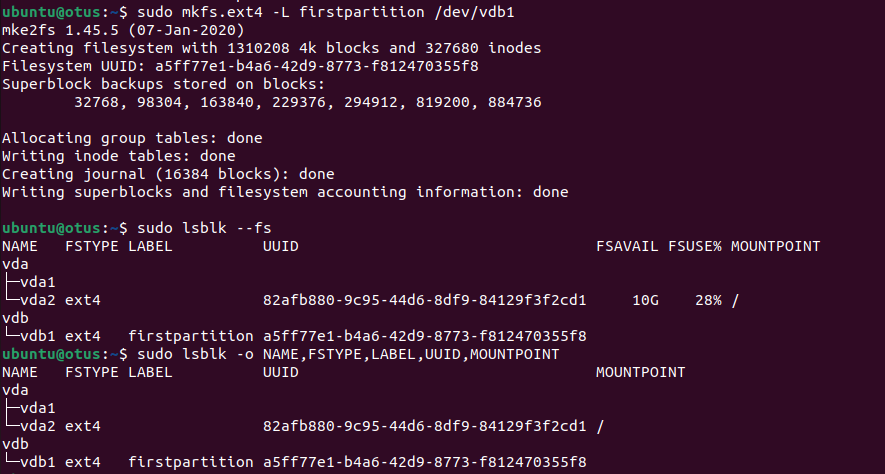 ubuntu@otus:~$ sudo mkfs.ext4 -L firstpartition /dev/vdb1
mke2fs 1.45.5 (07-Jan-2020)
Creating filesystem with 1310208 4k blocks and 327680 inodes
Filesystem UUID: a5ff77e1-b4a6-42d9-8773-f812470355f8
Superblock backups stored on blocks:
        32768, 98304, 163840, 229376, 294912, 819200, 884736

Allocating group tables: done
Writing inode tables: done
Creating journal (16384 blocks): done
Writing superblocks and filesystem accounting information: done

ubuntu@otus:~$ sudo lsblk --fs
NAME   FSTYPE LABEL          UUID                                 FSAVAIL FSUSE% MOUNTPOINT
vda
├─vda1
└─vda2 ext4                  82afb880-9c95-44d6-8df9-84129f3f2cd1     10G    28% /
vdb
└─vdb1 ext4   firstpartition a5ff77e1-b4a6-42d9-8773-f812470355f8
ubuntu@otus:~$ sudo lsblk -o NAME,FSTYPE,LABEL,UUID,MOUNTPOINT
NAME   FSTYPE LABEL          UUID                                 MOUNTPOINT
vda
├─vda1
└─vda2 ext4                  82afb880-9c95-44d6-8df9-84129f3f2cd1 /
vdb
└─vdb1 ext4   firstpartition a5ff77e1-b4a6-42d9-8773-f812470355f8